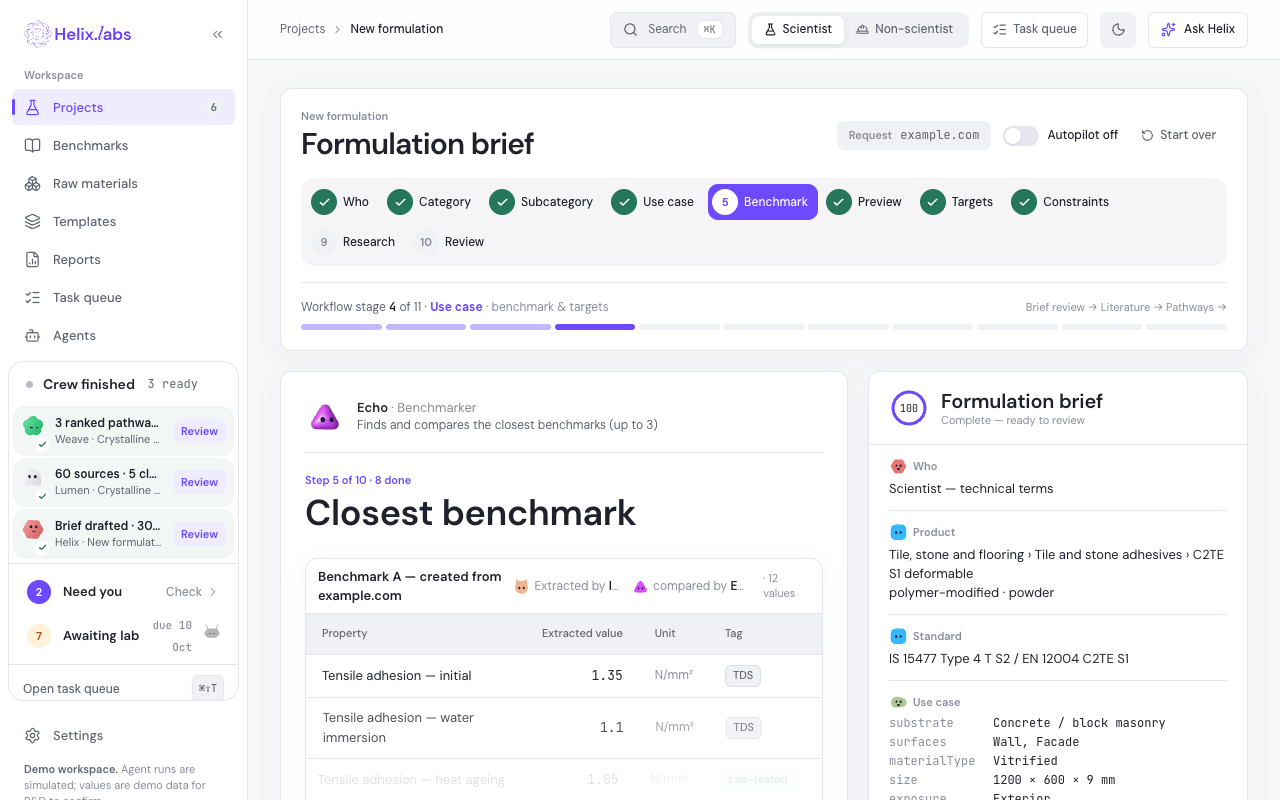 Helix.labs
Workspace
Projects 6
Benchmarks
Raw materials
Templates
Reports
Task queue
Agents
Crew finished 3 ready
3 ranked pathwa…
Weave · Crystalline …
Review
60 sources · 5 cl…
Lumen · Crystalline …
Review
Brief drafted · 30…
Helix · New formulat…
Review
2 Need you Check
7 Awaiting lab due 10 Oct
Open task queue ⌘⇧T
Settings
Demo workspace. Agent runs are
simulated; values are demo data for
Projects › New formulation
Search ⌘K
Scientist
Non-scientist
Task queue
Ask Helix
New formulation
Formulation brief
Request example.com
Autopilot off
Start over
Who
Category
Subcategory
Use case
5 Benchmark
Preview
Targets
Constraints
9 Research
10 Review
Workflow stage 4 of 11 · Use case · benchmark & targets
Brief review → Literature → Pathways →
Echo · Benchmarker
Finds and compares the closest benchmarks (up to 3)
Step 5 of 10 · 8 done
Closest benchmark
Benchmark A — created from
example.com
Extracted by I…
compared by E…
· 12
values
Property Extracted value Unit Tag
Tensile adhesion — initial 1.35 N/mm² TDS
Tensile adhesion — water
immersion
1.1 N/mm² TDS
Tensile adhesion — heat ageing 1.05 N/mm² Lab-tested
100
Formulation brief
Complete — ready to review
Who
Scientist — technical terms
Product
Tile, stone and flooring › Tile and stone adhesives › C2TE
S1 deformable
polymer-modified · powder
Standard
IS 15477 Type 4 T S2 / EN 12004 C2TE S1
Use case
substrate Concrete / block masonry
surfaces Wall, Facade
materialType Vitrified
size 1200 × 600 × 9 mm
exposure Exterior